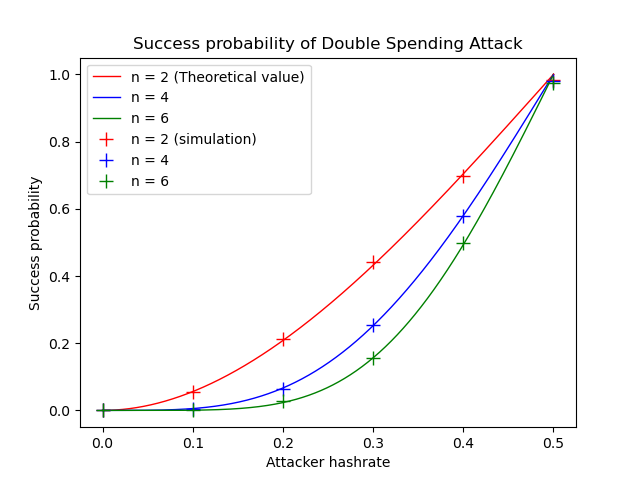 Success probability of Double Spending Attack
n = 2 (Theoretical value)
n = 4
n = 6
n = 2 (simulation)
n = 4
n = 6
Success probability
1.0
0.8
0.6
0.4
0.2
0.0
0.0 0.1 0.2 0.3 0.4 0.5
Attacker hashrate